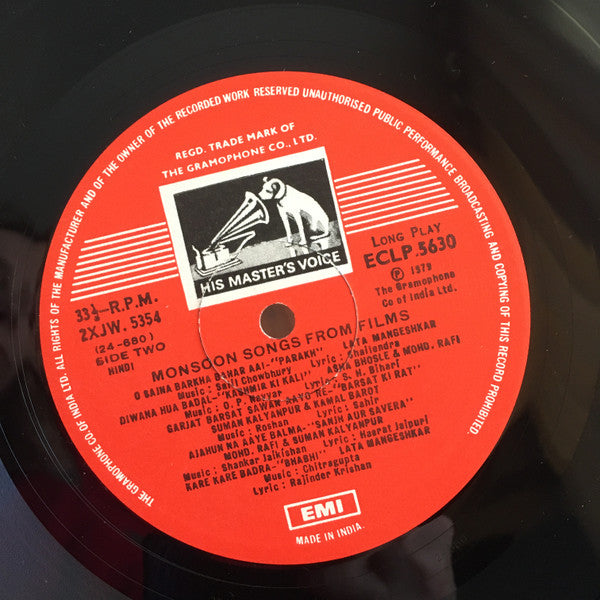 THE GRAMOPHONE CO. OF INDIA LTD. ALL RIGHTS OF THE MANUFACTURER AND OF THE OWNER OF THE RECORDED WORK RESERVED UNAUTHORISED PUBLIC PERFORMANCE BROADCASTING AND COPYING OF THIS RECORD PROHIBITED.
REGD. TRADE MARK OF
THE GRAMOPHONE CO., LTD.
HIS MASTER'S VOICE
LONG PLAY
ECLP.5630
℗ 1979
The Gramophone
Co of India Ltd.
33⅓-R.P.M.
2XJW. 5354
(24-680)
SIDE TWO
HINDI
MONSOON SONGS FROM FILMS
O SAJNA BARKHA BAHAR AAI-"PARAKH" LATA MANGESHKAR
Music : Salil Chowbhury Lyric : Shailendra
DIWANA HUA BADAL-"KASHMIR KI KALI" ASHA BHOSLE & MOHD. RAFI
Music : O. P. Nayyar Lyric : S. H. Bihari
GARJAT BARSAT SAWAN AAYO RE-"BARSAT KI RAT"
SUMAN KALYANPUR & KAMAL BAROT
Music : Roshan Lyric : Sahir
AJAHUN NA AAYE BALMA-"SANJH AUR SAVERA"
MOHD. RAFI & SUMAN KALYANPUR
Music : Shankar Jaikishan Lyric : Hasrat Jaipuri
KARE KARE BADRA-"BHABHI" LATA MANGESHKAR
Music : Chitragupta
Lyric : Rajinder Krishan
EMI
MADE IN INDIA.